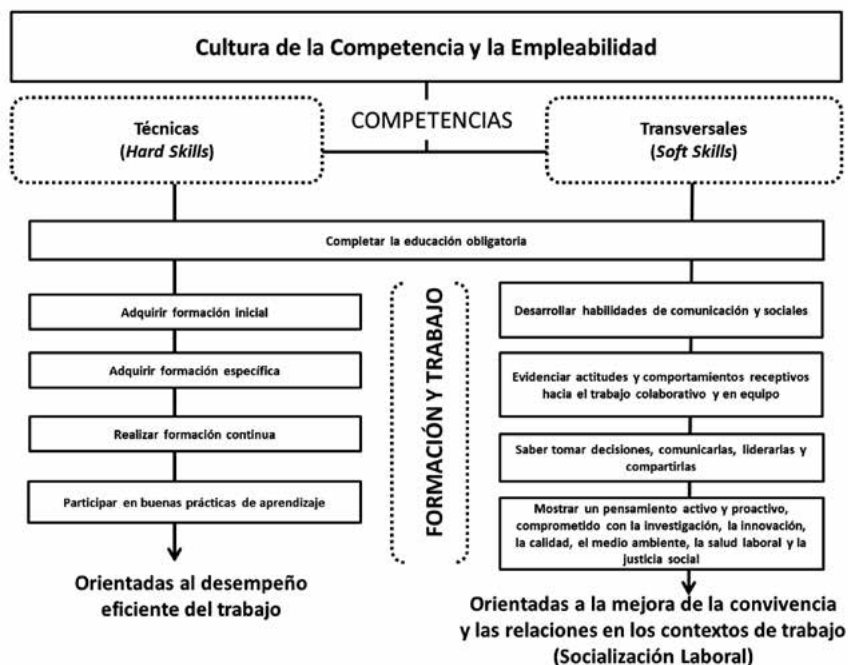 Cultura de la Competencia y la Empleabilidad
COMPETENCIAS
Técnicas
(Hard Skills)
Transversales
(Soft Skills)
Completar la educación obligatoria
Adquirir formación inicial
Adquirir formación específica
Realizar formación continua
Participar en buenas prácticas de aprendizaje
Orientadas al desempeño
eficiente del trabajo
FORMACIÓN Y TRABAJO
Desarrollar habilidades de comunicación y sociales
Evidenciar actitudes y comportamientos receptivos
hacia el trabajo colaborativo y en equipo
Saber tomar decisiones, comunicarlas, liderarlas y
compartirlas
Mostrar un pensamiento activo y proactivo,
comprometido con la investigación, la innovación,
la calidad, el medio ambiente, la salud laboral y la
justicia social
Orientadas a la mejora de la convivencia
y las relaciones en los contextos de trabajo
(Socialización Laboral)